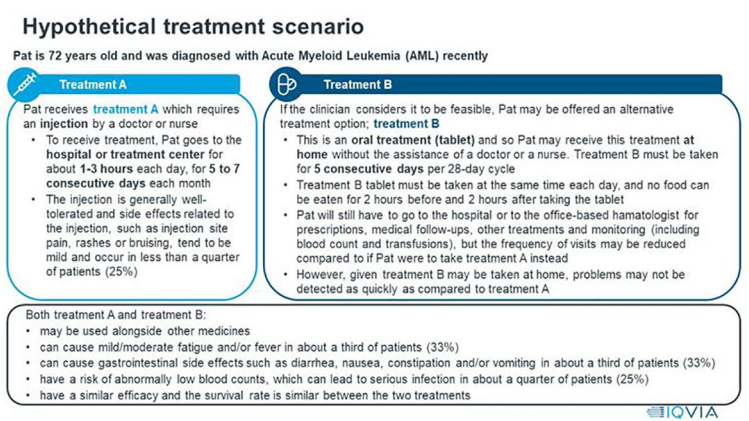 Hypothetical treatment scenario
Pat is 72 years old and was diagnosed with Acute Myeloid Leukemia (AML) recently
Treatment A
Pat receives treatment A which requires
an injection by a doctor or nurse
• To receive treatment, Pat goes to the
hospital or treatment center for
about 1-3 hours each day, for 5 to 7
consecutive days each month
• The injection is generally well-
tolerated and side effects related to
the injection, such as injection site
pain, rashes or bruising, tend to be
mild and occur in less than a quarter
of patients (25%)
Treatment B
If the clinician considers it to be feasible, Pat may be offered an alternative
treatment option; treatment B
• This is an oral treatment (tablet) and so Pat may receive this treatment at
home without the assistance of a doctor or a nurse. Treatment B must be taken
for 5 consecutive days per 28-day cycle
• Treatment B tablet must be taken at the same time each day, and no food can
be eaten for 2 hours before and 2 hours after taking the tablet
• Pat will still have to go to the hospital or to the office-based hamatologist for
prescriptions, medical follow-ups, other treatments and monitoring (including
blood count and transfusions), but the frequency of visits may be reduced
compared to if Pat were to take treatment A instead
• However, given treatment B may be taken at home, problems may not be
detected as quickly as compared to treatment A
Both treatment A and treatment B:
• may be used alongside other medicines
• can cause mild/moderate fatigue and/or fever in about a third of patients (33%)
• can cause gastrointestinal side effects such as diarrhea, nausea, constipation and/or vomiting in about a third of patients (33%)
• have a risk of abnormally low blood counts, which can lead to serious infection in about a quarter of patients (25%)
• have a similar efficacy and the survival rate is similar between the two treatments
IQVIA